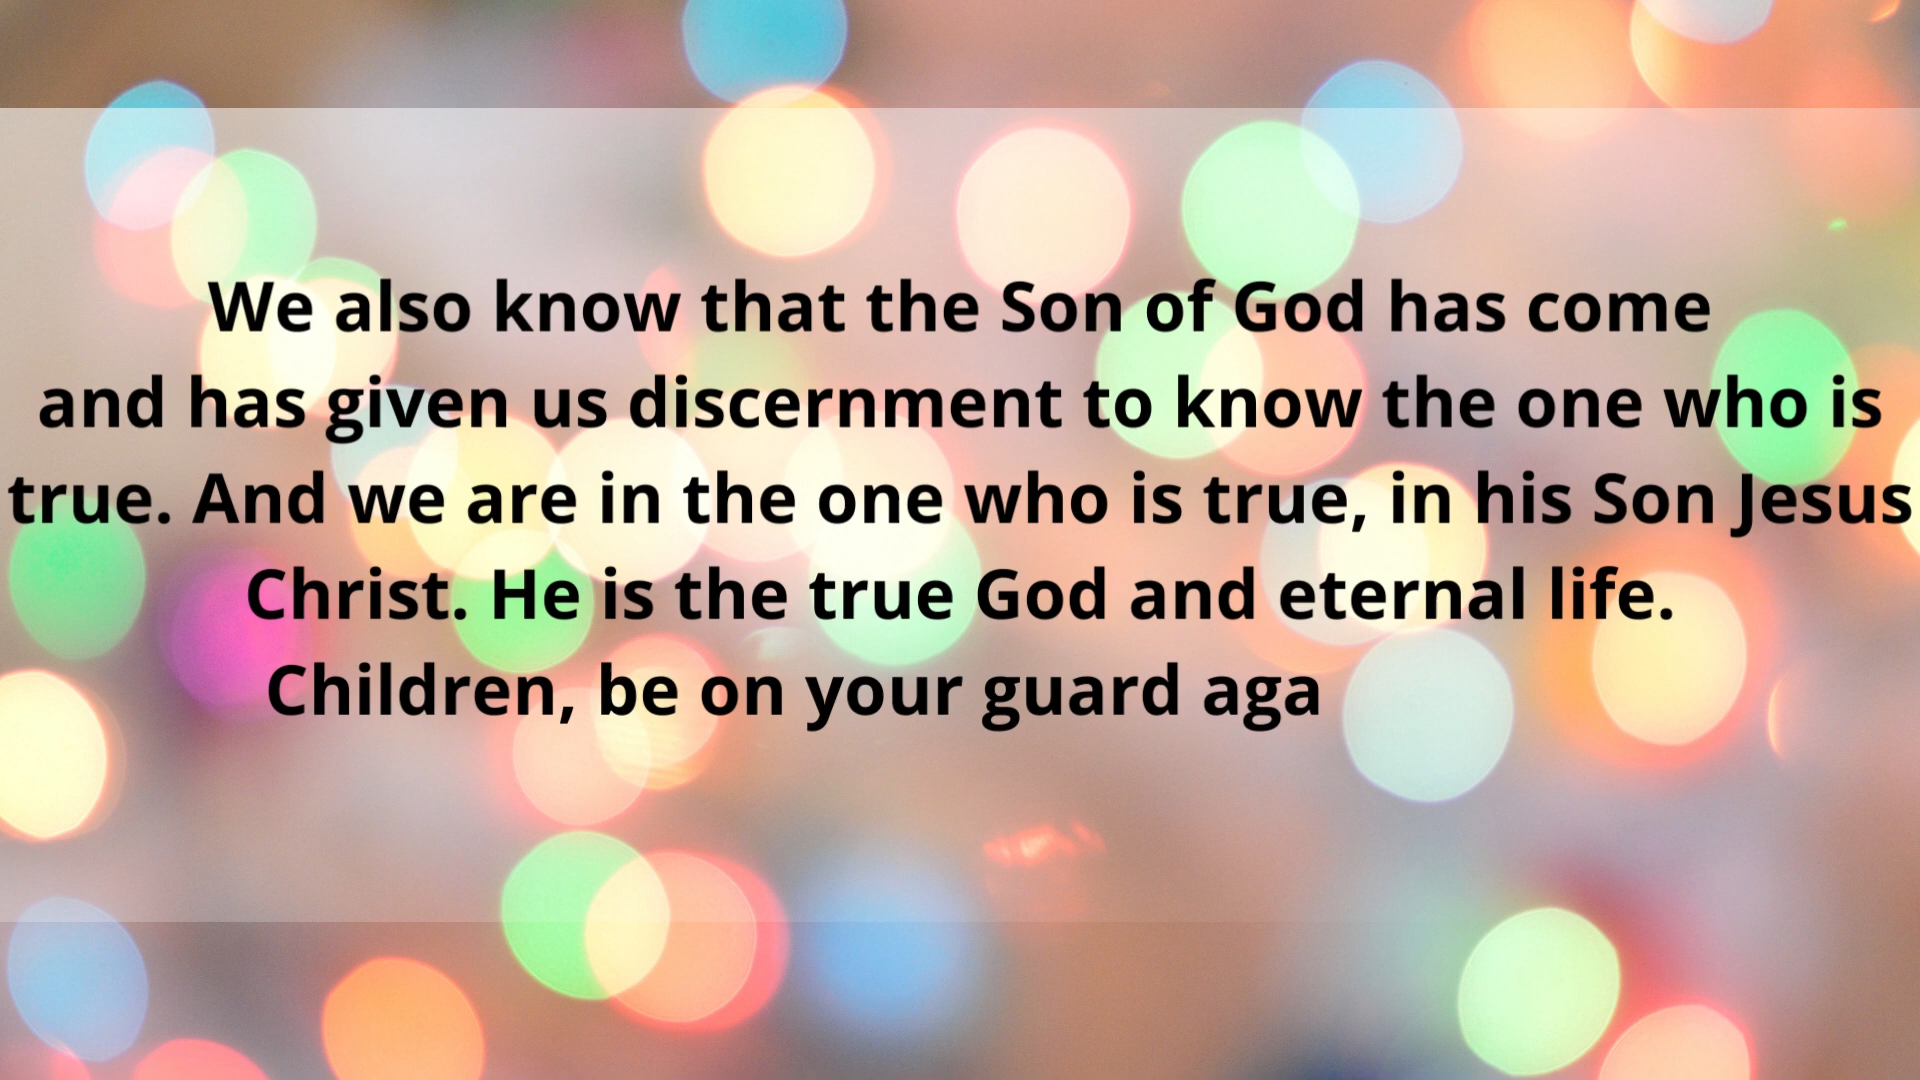 We also know that the Son of God has come
and has given us discernment to know the one who is
true. And we are in the one who is true, in his Son Jesus
Christ. He is the true God and eternal life.
Children, be on your guard aga